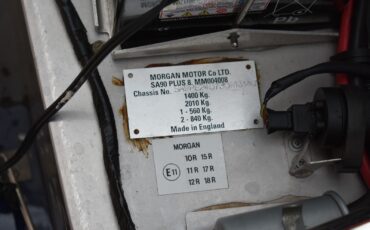 Pb
MORGAN MOTOR Co LTD.
SA90 PLUS 8. MM004008
Chassis No.
1400 Kg.
2010 Kg.
1 - 560 Kg.
2 - 840 Kg.
Made in England
MORGAN
E11
10R 15R
11R 17R
12R 18R